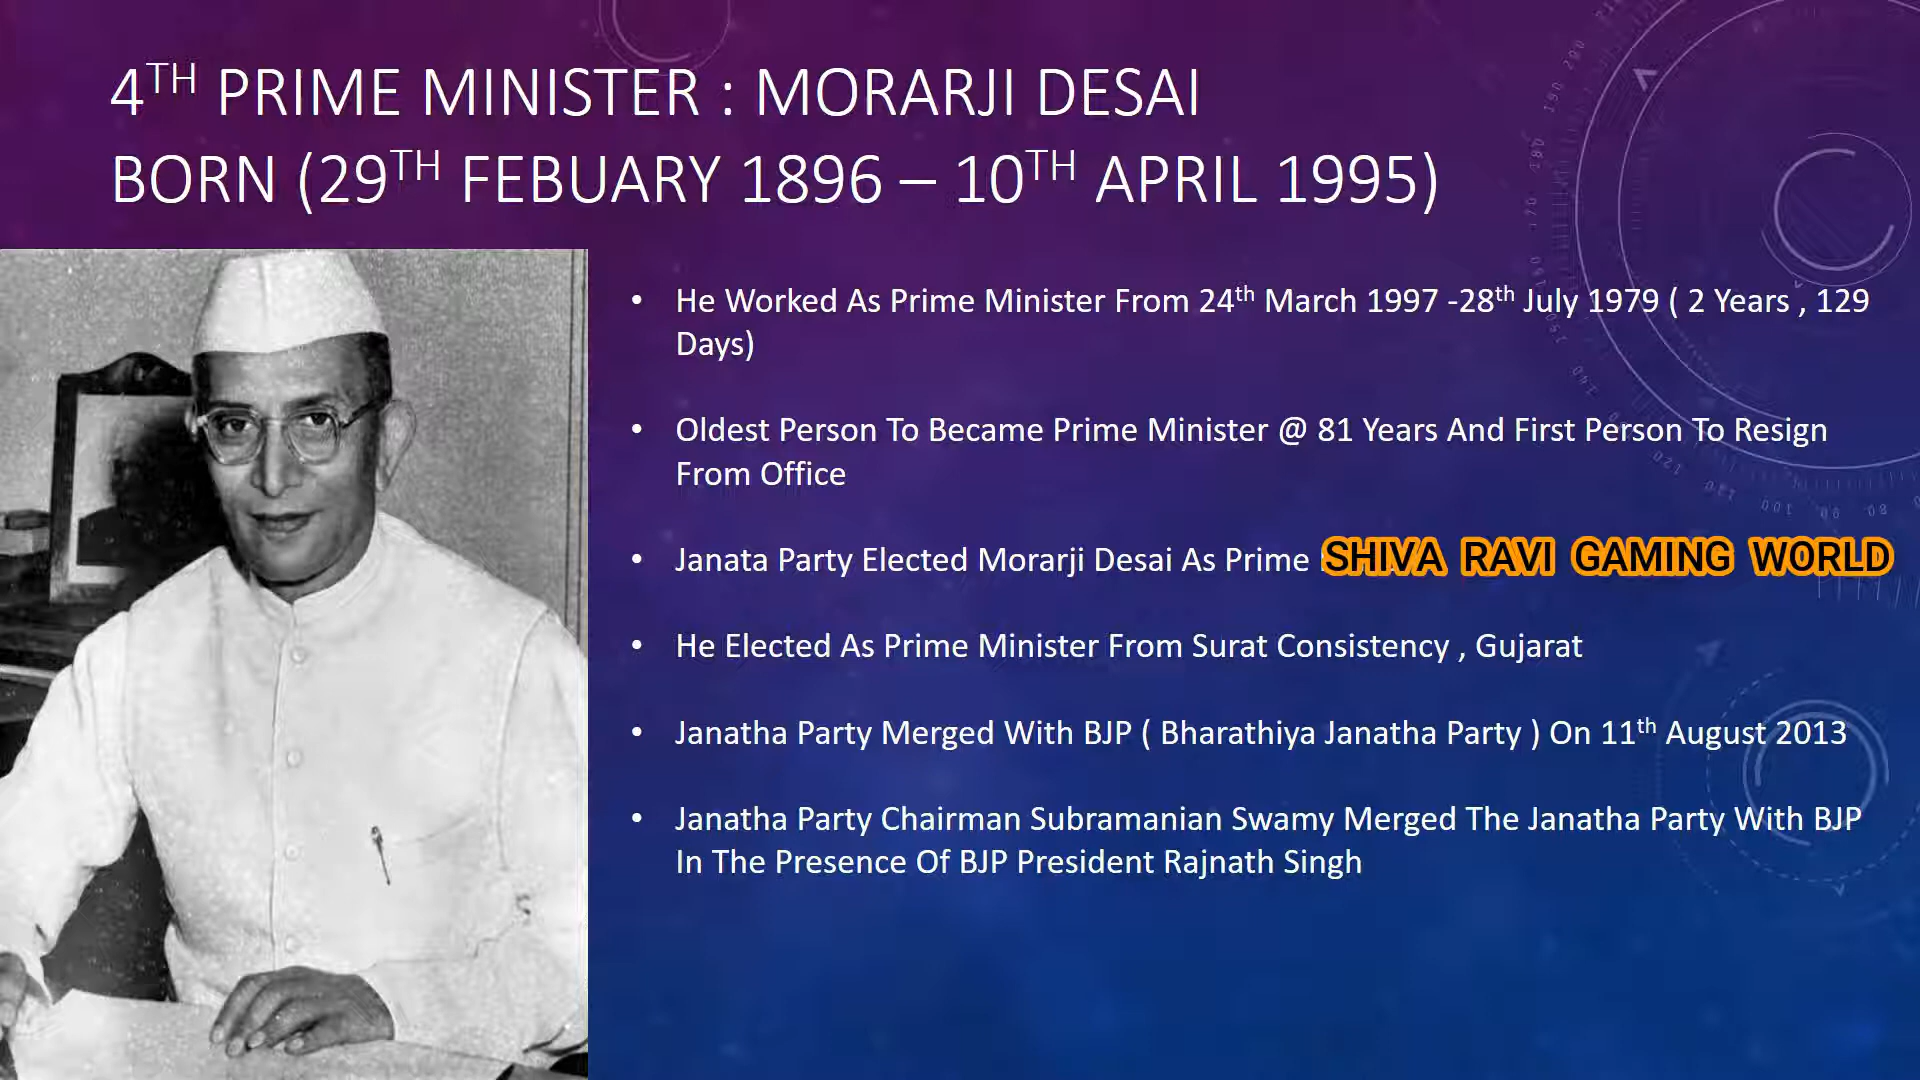 4TH PRIME MINISTER : MORARJI DESAI
BORN (29TH FEBUARY 1896 – 10TH APRIL 1995)
• He Worked As Prime Minister From 24th March 1997 -28th July 1979 ( 2 Years , 129
Days)
• Oldest Person To Became Prime Minister @ 81 Years And First Person To Resign
From Office
• Janata Party Elected Morarji Desai As Prime
SHIVA RAVI GAMING WORLD
• He Elected As Prime Minister From Surat Consistency , Gujarat
• Janatha Party Merged With BJP ( Bharathiya Janatha Party ) On 11th August 2013
• Janatha Party Chairman Subramanian Swamy Merged The Janatha Party With BJP
In The Presence Of BJP President Rajnath Singh